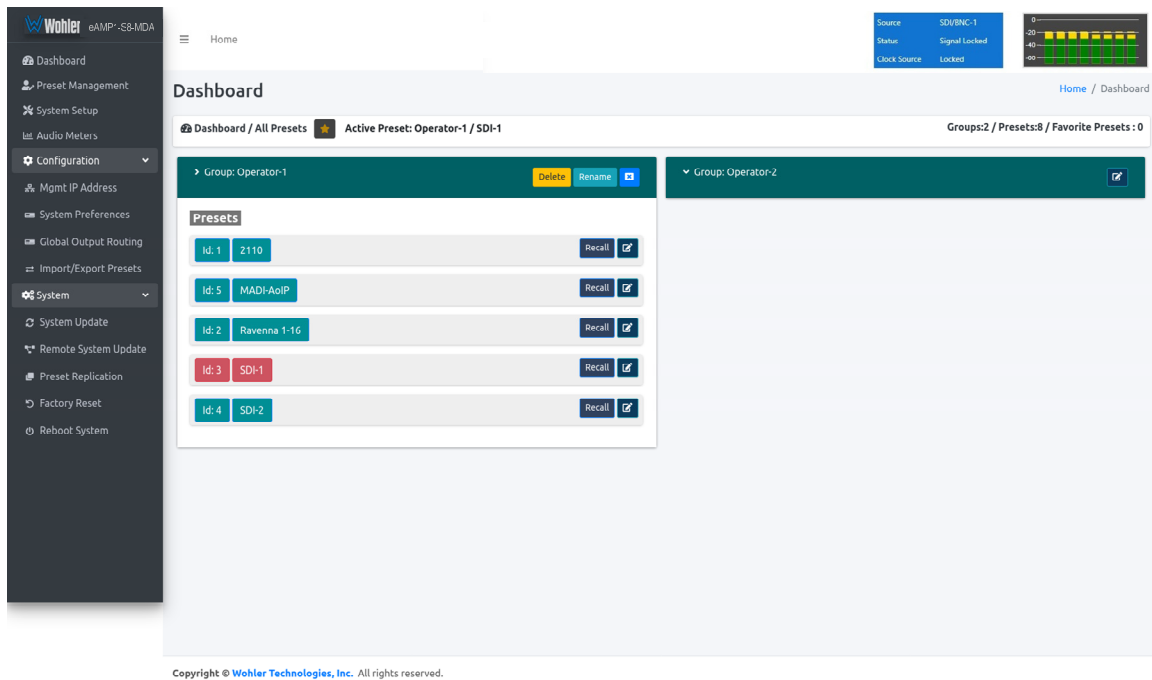 Wohler eAMP1-S8-MDA
Dashboard
Preset Management
System Setup
Audio Meters
Configuration
Mgmt IP Address
System Preferences
Global Output Routing
Import/Export Presets
System
System Update
Remote System Update
Preset Replication
Factory Reset
Reboot System
Home
Source SDI/BNC-1
Status Signal Locked
Clock Source Locked
0
-20
-40
-oo
Dashboard
Home / Dashboard
Dashboard / All Presets Active Preset: Operator-1 / SDI-1 Groups:2 / Presets:8 / Favorite Presets : 0
Group: Operator-1 Delete Rename
Presets
Id: 1 2110 Recall
Id: 5 MADI-AoIP Recall
Id: 2 Ravenna 1-16 Recall
Id: 3 SDI-1 Recall
Id: 4 SDI-2 Recall
Group: Operator-2
Copyright © Wohler Technologies, Inc. All rights reserved.